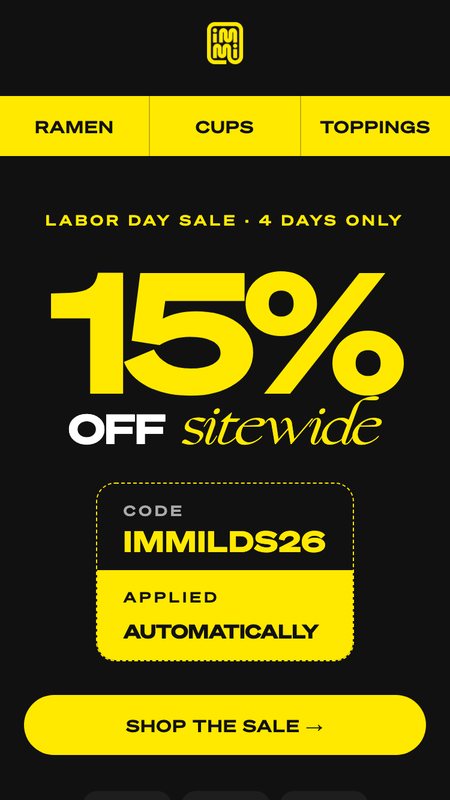 immi
RAMEN
CUPS
TOPPINGS
LABOR DAY SALE · 4 DAYS ONLY
15%
OFF sitewide
CODE
IMMILDS26
APPLIED
AUTOMATICALLY
SHOP THE SALE →